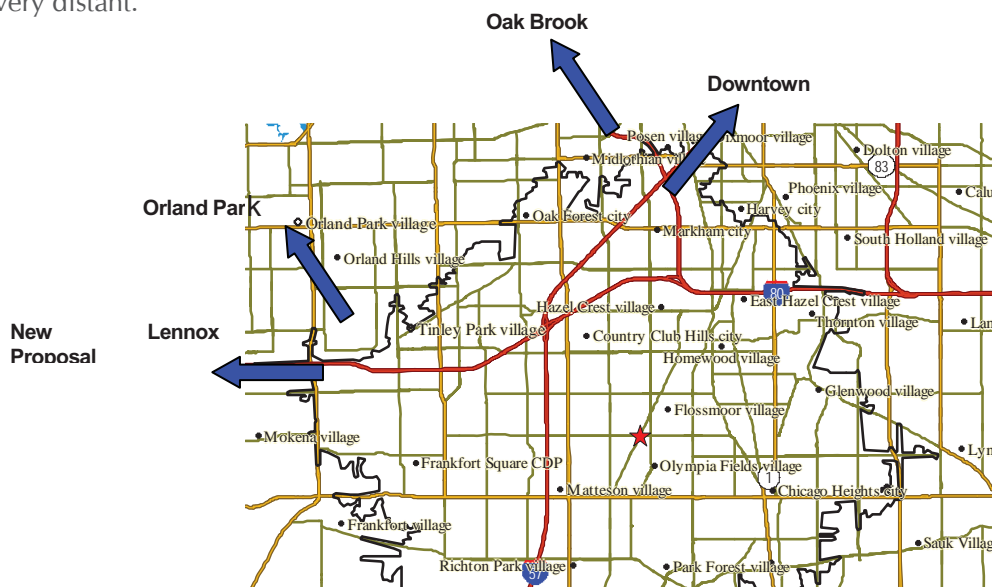 very distant.
Oak Brook
Downtown
Posen village
Midlothian
Dolton village
83
Phoenix village
Orland Park
Harvey city
Oak Forest city
Orland Park village
Markham city
South Holland village
Orland Hills village
80
Hazel Crest village
East Hazel Crest village
Thornton village
New
Proposal
Lennox
Tinley Park village
Country Club Hills city
Homewood village
Glenwood village
Flossmoor village
Mokena village
Frankfort Square CDP
Olympia Fields village
1
Matteson village
Chicago Heights city
Frankfort village
Sauk Villag
Richton Park village
57
Park Forest village